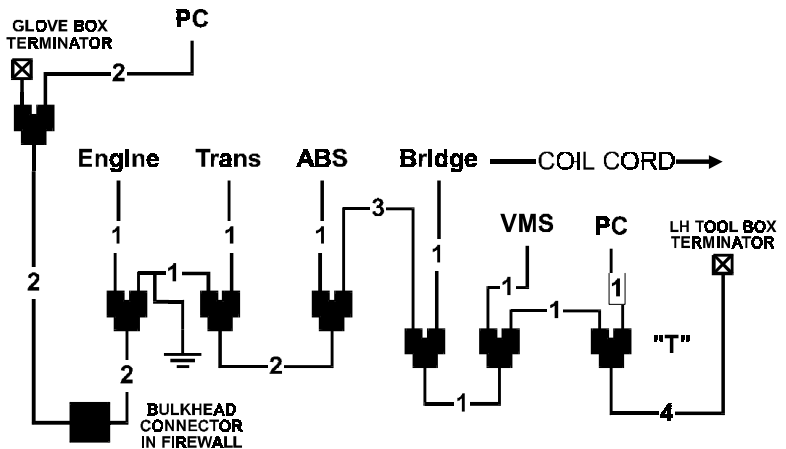 GLOVE BOX
TERMINATOR
PC
2
Engine
Trans
ABS
Bridge
COIL CORD
3
VMS
PC
LH TOOL BOX
TERMINATOR
1
1
1
1
2
1
1
1
1
"T"
2
2
1
4
BULKHEAD
CONNECTOR
IN FIREWALL